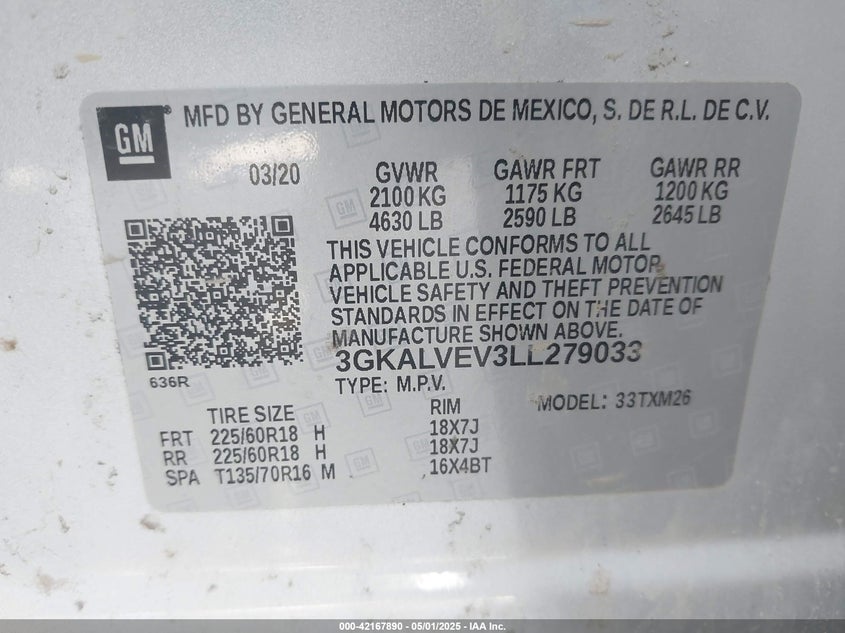 GM
MFD BY GENERAL MOTORS DE MEXICO, S. DE R.L. DE C.V.
03/20 GVWR GAWR FRT GAWR RR
2100 KG 1175 KG 1200 KG
4630 LB 2590 LB 2645 LB
THIS VEHICLE CONFORMS TO ALL
APPLICABLE U.S. FEDERAL MOTOR
VEHICLE SAFETY AND THEFT PREVENTION
STANDARDS IN EFFECT ON THE DATE OF
MANUFACTURE SHOWN ABOVE.
3GKALVEV3LL279033
636R
TYPE: M.P.V. MODEL: 33TXM26
TIRE SIZE RIM
FRT 225/60R18 H 18X7J
RR 225/60R18 H 18X7J
SPA T135/70R16 M 16X4BT
000-42167890 - 05/01/2025 - IAA Inc.